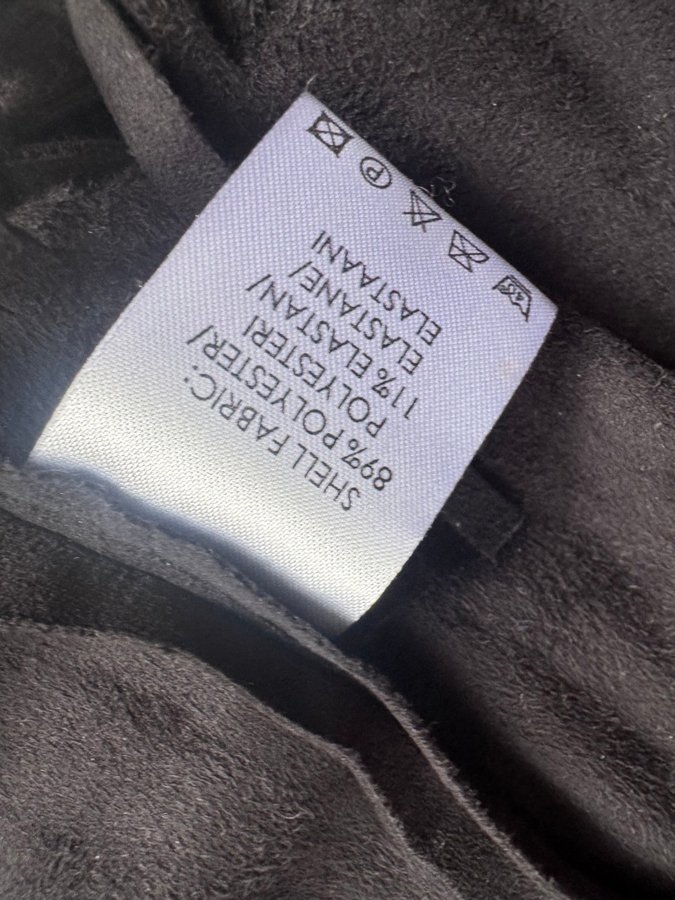 SHELL FABRIC:
89% POLYESTER/
POLYESTERI
11% ELASTAN/
ELASTANE/
ELASTAANI
P